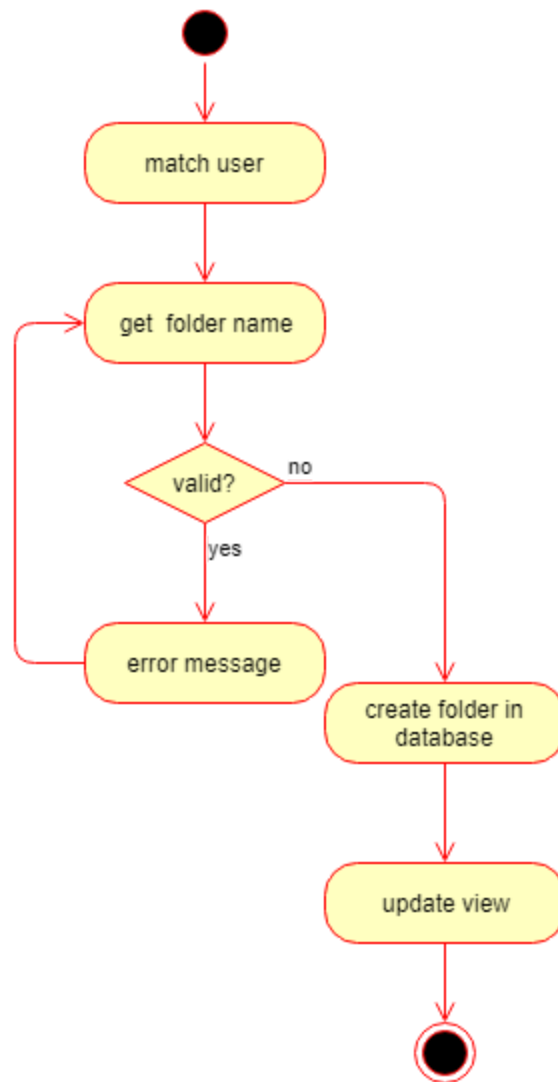 match user
get  folder name
valid?
no
yes
error message
create folder in
database
update view